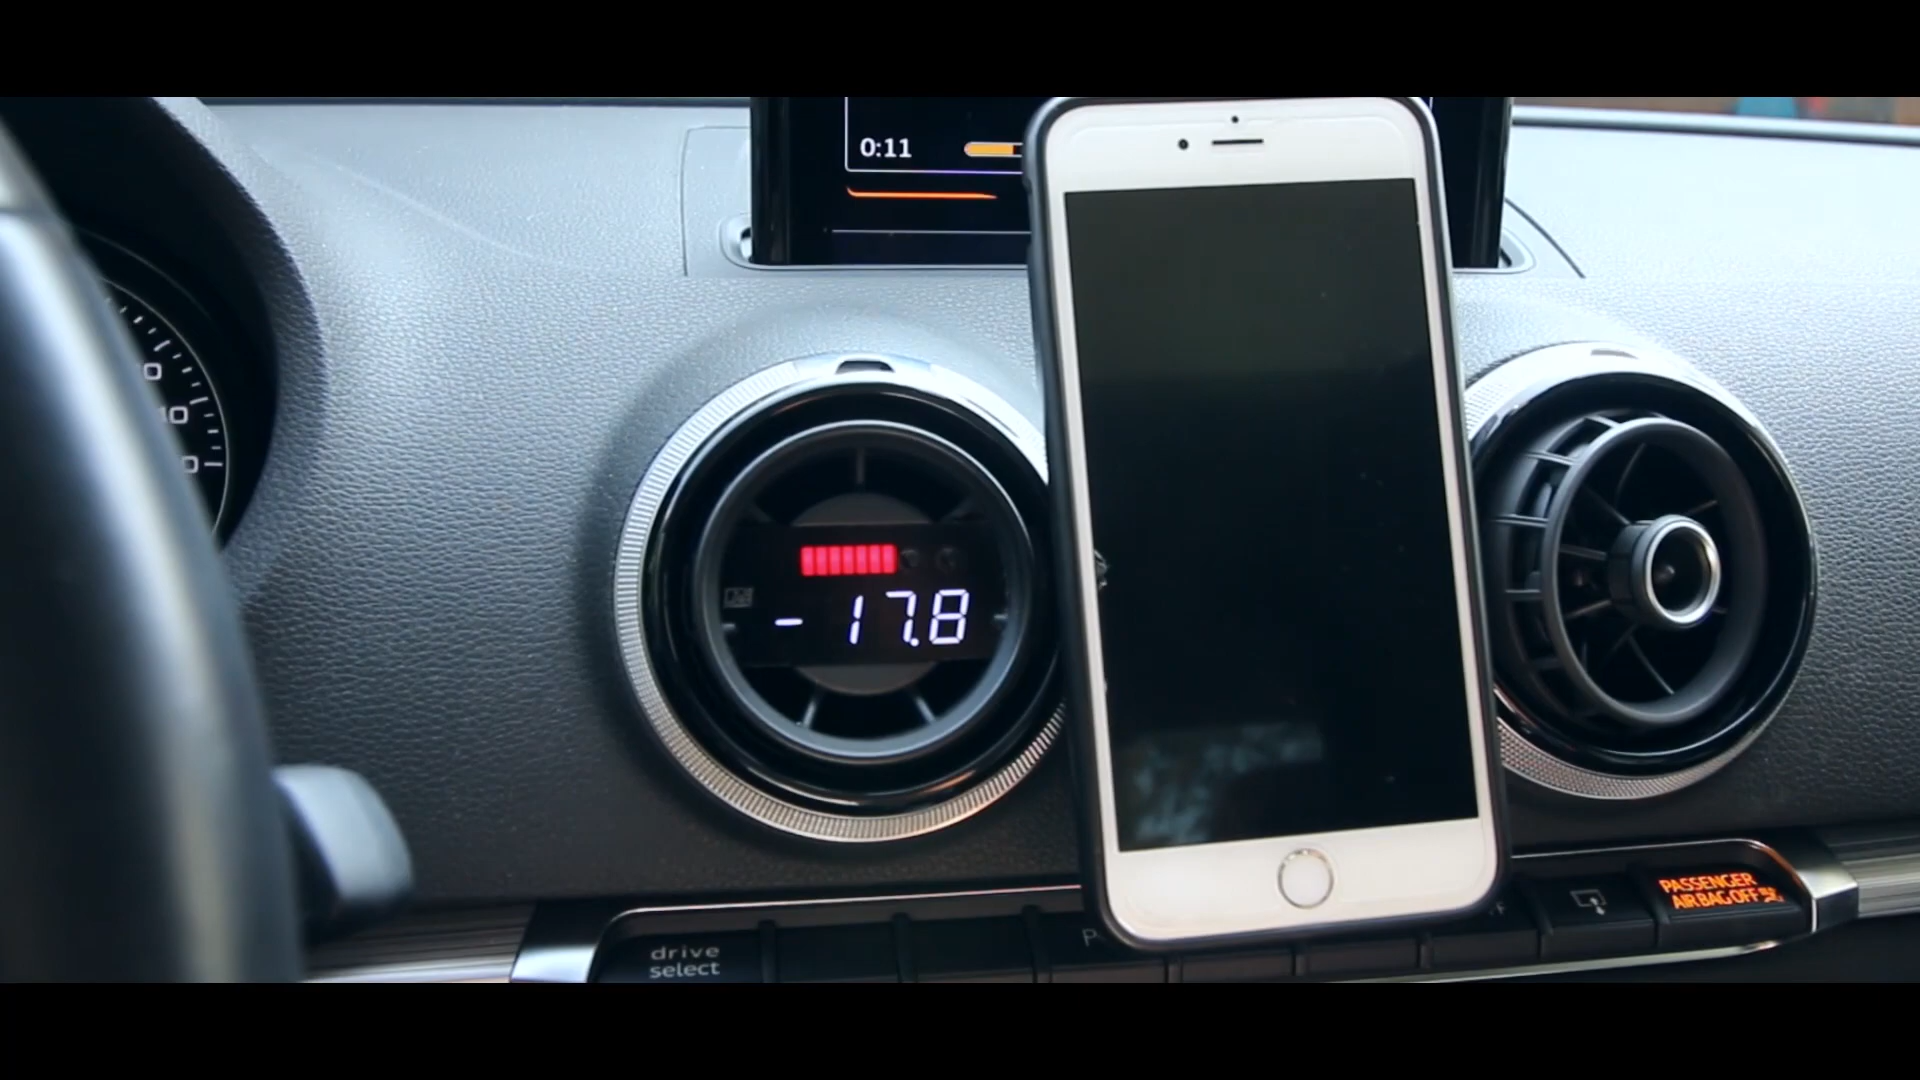 0:11
- 17.8
drive
select
PASSENGER
AIR BAG OFF